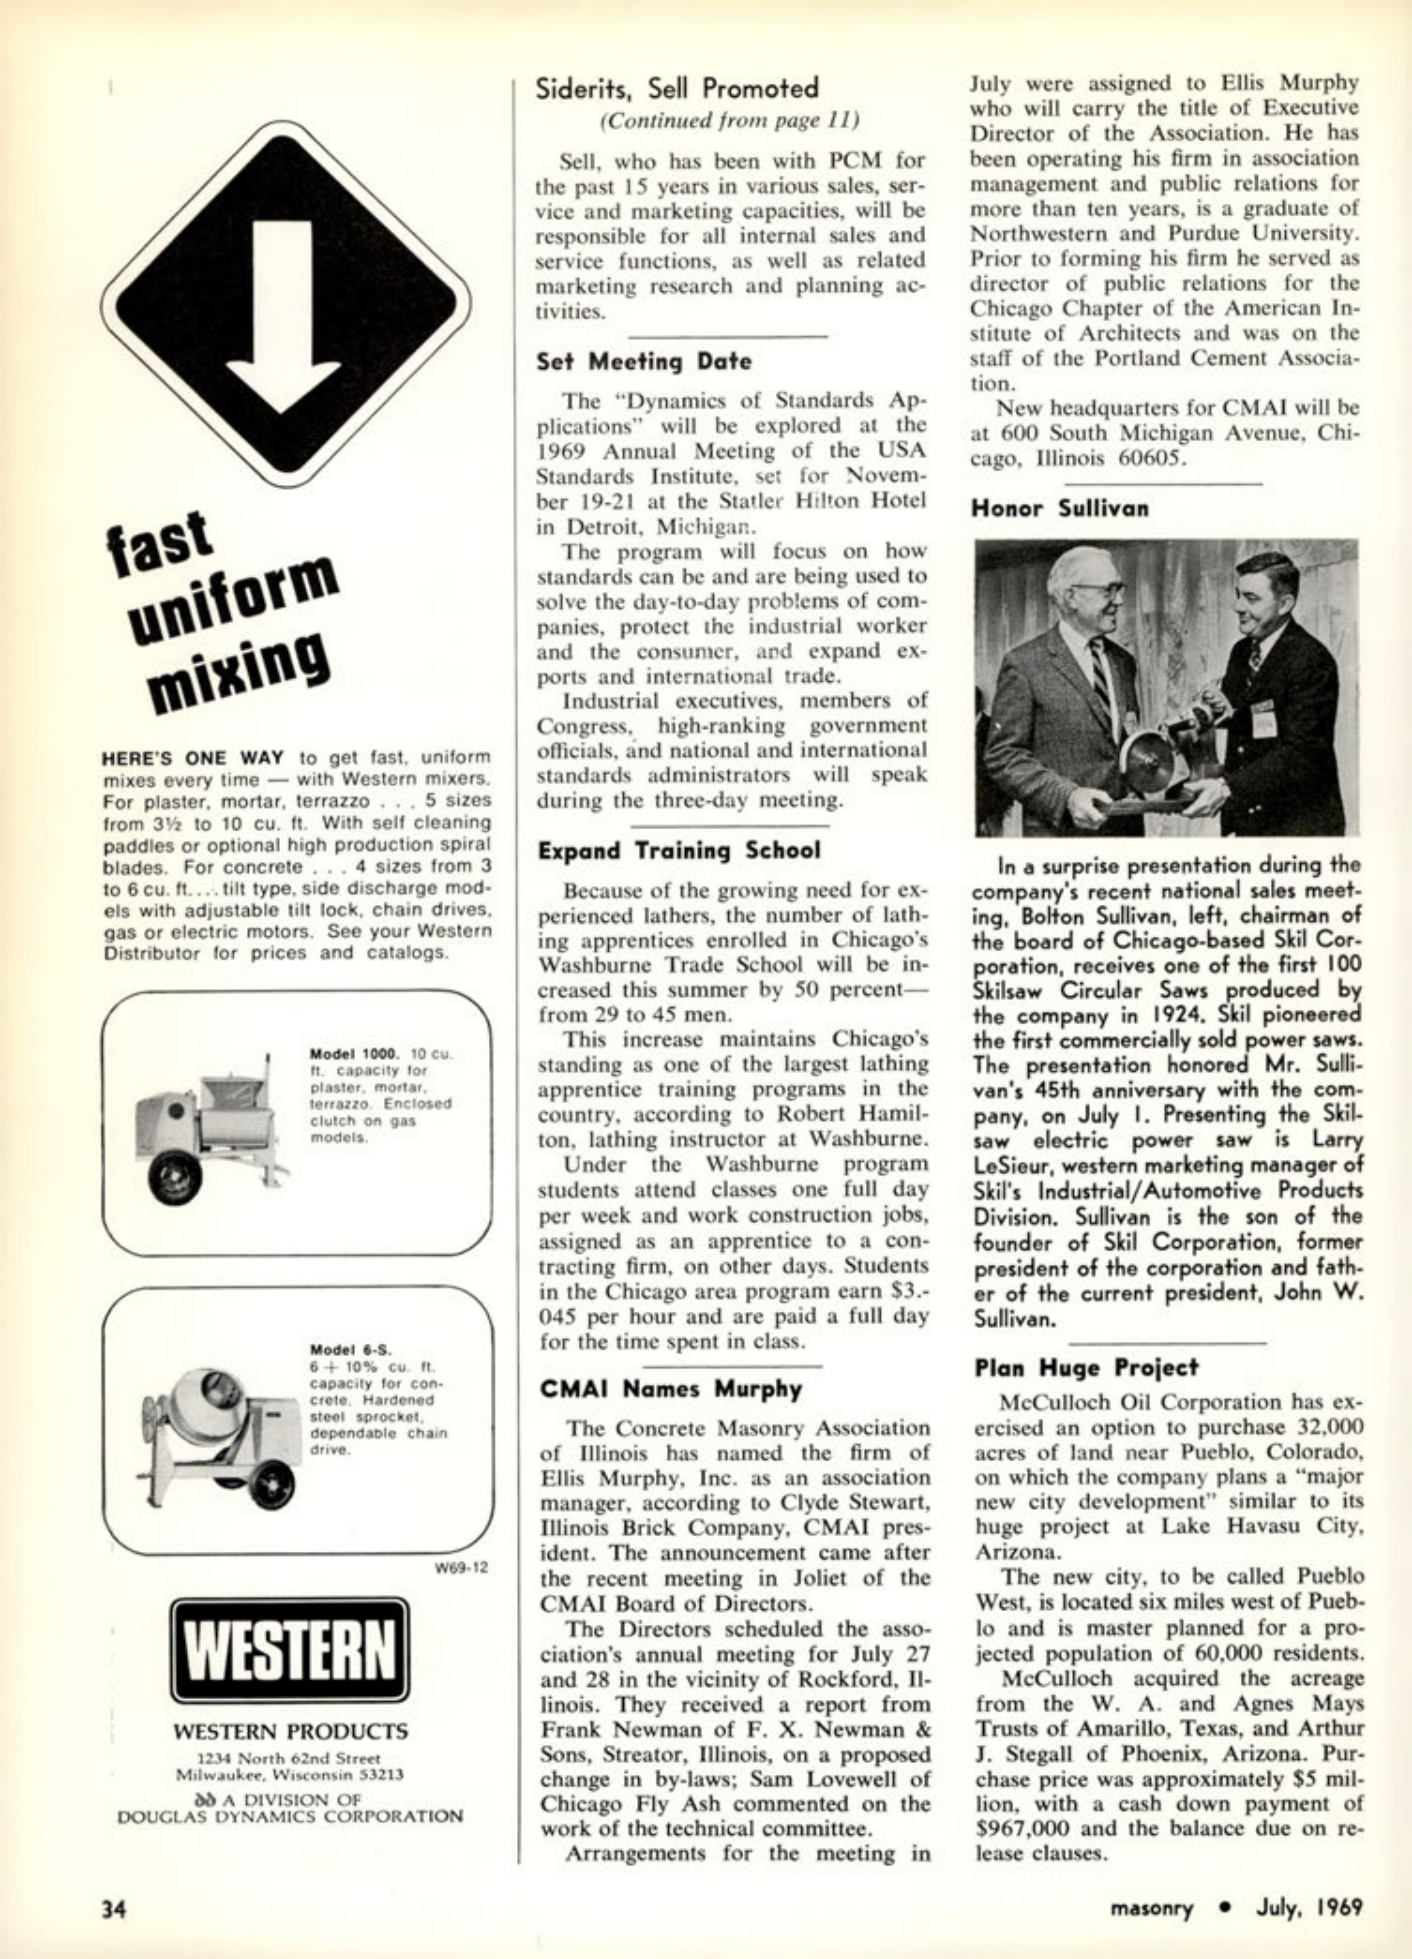 fast
uniform
mixing
HERE'S ONE WAY to get fast, uniform
mixes every time — with Western mixers.
For plaster, mortar, terrazzo . . . 5 sizes
from 3½ to 10 cu. ft. With self cleaning
paddles or optional high production spiral
blades. For concrete . . . 4 sizes from 3
to 6 cu. ft. . . . tilt type, side discharge mod-
els with adjustable tilt lock, chain drives,
gas or electric motors. See your Western
Distributor for prices and catalogs.
Model 1000. 10 cu.
ft. capacity for
plaster, mortar,
terrazzo. Enclosed
clutch on gas
models.
Model 6-S.
6 + 10% cu. ft.
capacity for con-
crete. Hardened
steel sprocket,
dependable chain
drive.
W69-12
WESTERN
WESTERN PRODUCTS
1234 North 62nd Street
Milwaukee, Wisconsin 53213
dd A DIVISION OF
DOUGLAS DYNAMICS CORPORATION
Siderits, Sell Promoted
(Continued from page 11)
Sell, who has been with PCM for
the past 15 years in various sales, ser-
vice and marketing capacities, will be
responsible for all internal sales and
service functions, as well as related
marketing research and planning ac-
tivities.
Set Meeting Date
The “Dynamics of Standards Ap-
plications” will be explored at the
1969 Annual Meeting of the USA
Standards Institute, set for Novem-
ber 19-21 at the Statler Hilton Hotel
in Detroit, Michigan.
The program will focus on how
standards can be and are being used to
solve the day-to-day problems of com-
panies, protect the industrial worker
and the consumer, and expand ex-
ports and international trade.
Industrial executives, members of
Congress, high-ranking government
officials, and national and international
standards administrators will speak
during the three-day meeting.
Expand Training School
Because of the growing need for ex-
perienced lathers, the number of lath-
ing apprentices enrolled in Chicago's
Washburne Trade School will be in-
creased this summer by 50 percent—
from 29 to 45 men.
This increase maintains Chicago's
standing as one of the largest lathing
apprentice training programs in the
country, according to Robert Hamil-
ton, lathing instructor at Washburne.
Under the Washburne program
students attend classes one full day
per week and work construction jobs,
assigned as an apprentice to a con-
tracting firm, on other days. Students
in the Chicago area program earn $3.-
045 per hour and are paid a full day
for the time spent in class.
CMAI Names Murphy
The Concrete Masonry Association
of Illinois has named the firm of
Ellis Murphy, Inc. as an association
manager, according to Clyde Stewart,
Illinois Brick Company, CMAI pres-
ident. The announcement came after
the recent meeting in Joliet of the
CMAI Board of Directors.
The Directors scheduled the asso-
ciation's annual meeting for July 27
and 28 in the vicinity of Rockford, Il-
linois. They received a report from
Frank Newman of F. X. Newman &
Sons, Streator, Illinois, on a proposed
change in by-laws; Sam Lovewell of
Chicago Fly Ash commented on the
work of the technical committee.
Arrangements for the meeting in
July were assigned to Ellis Murphy
who will carry the title of Executive
Director of the Association. He has
been operating his firm in association
management and public relations for
more than ten years, is a graduate of
Northwestern and Purdue University.
Prior to forming his firm he served as
director of public relations for the
Chicago Chapter of the American In-
stitute of Architects and was on the
staff of the Portland Cement Associa-
tion.
New headquarters for CMAI will be
at 600 South Michigan Avenue, Chi-
cago, Illinois 60605.
Honor Sullivan
In a surprise presentation during the
company's recent national sales meet-
ing, Bolton Sullivan, left, chairman of
the board of Chicago-based Skil Cor-
poration, receives one of the first 100
Skilsaw Circular Saws produced by
the company in 1924. Skil pioneered
the first commercially sold power saws.
The presentation honored Mr. Sulli-
van's 45th anniversary with the com-
pany, on July 1. Presenting the Skil-
saw electric power saw is Larry
LeSieur, western marketing manager of
Skil's Industrial/Automotive Products
Division. Sullivan is the son of the
founder of Skil Corporation, former
president of the corporation and fath-
er of the current president, John W.
Sullivan.
Plan Huge Project
McCulloch Oil Corporation has ex-
ercised an option to purchase 32,000
acres of land near Pueblo, Colorado,
on which the company plans a “major
new city development” similar to its
huge project at Lake Havasu City,
Arizona.
The new city, to be called Pueblo
West, is located six miles west of Pueb-
lo and is master planned for a pro-
jected population of 60,000 residents.
McCulloch acquired the acreage
from the W. A. and Agnes Mays
Trusts of Amarillo, Texas, and Arthur
J. Stegall of Phoenix, Arizona. Pur-
chase price was approximately $5 mil-
lion, with a cash down payment of
$967,000 and the balance due on re-
lease clauses.
34
masonry • July, 1969